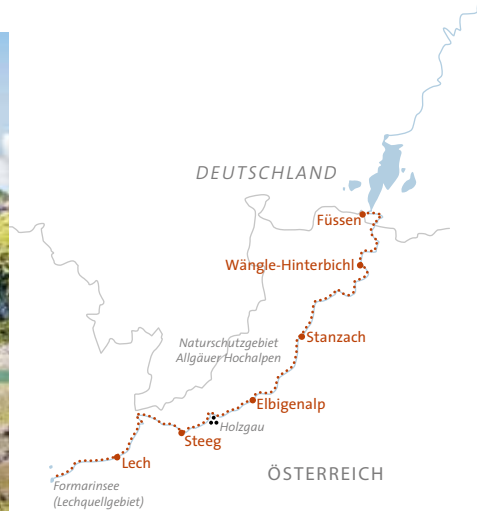 DEUTSCHLAND
Füssen
Wängle-Hinterbichl
Stanzach
Naturschutzgebiet
Allgäuer Hochalpen
Elbigenalp
Holzgau
Steeg
Lech
ÖSTERREICH
Formarinsee
(Lechquellgebiet)